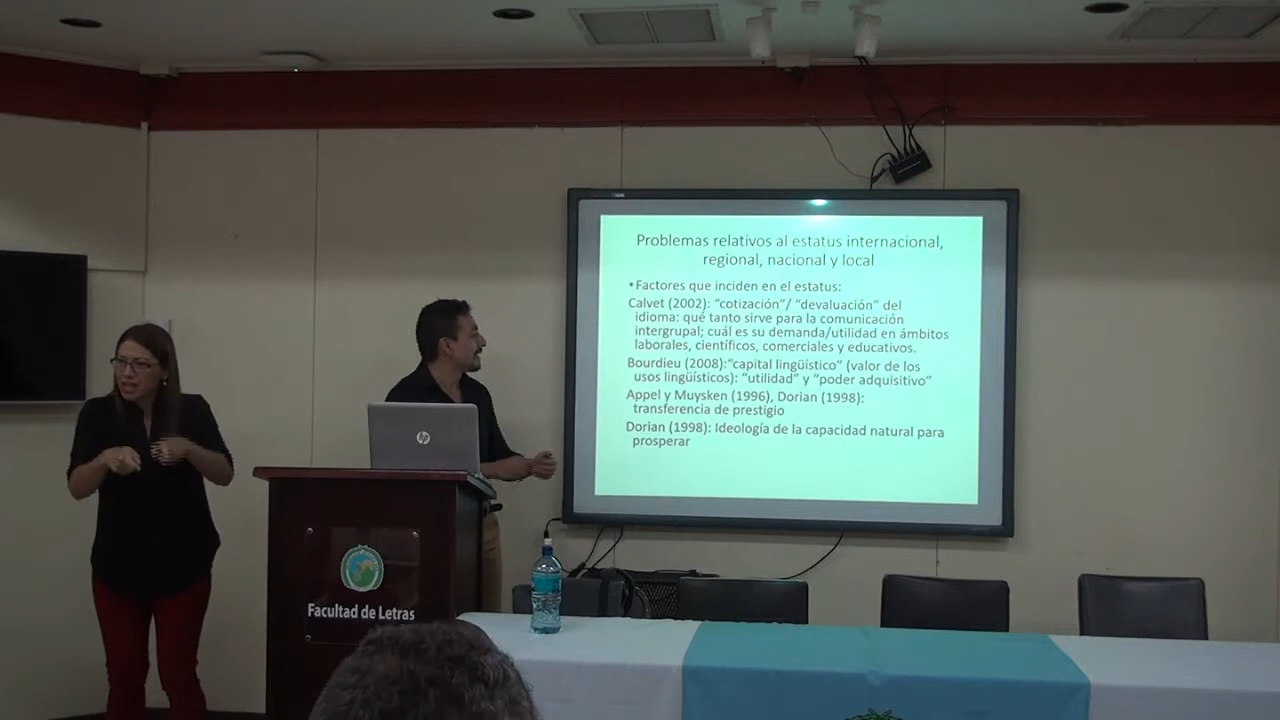 Problemas relativos al estatus internacional,
regional, nacional y local
• Factores que inciden en el estatus:
Calvet (2002): “cotización”/ “devaluación” del
idioma: qué tanto sirve para la comunicación
intergrupal; cuál es su demanda/utilidad en ámbitos
laborales, científicos, comerciales y educativos.
Bourdieu (2008):“capital lingüístico” (valor de los
usos lingüísticos): “utilidad” y “poder adquisitivo”
Appel y Muysken (1996), Dorian (1998):
transferencia de prestigio
Dorian (1998): Ideología de la capacidad natural para
prosperar
hp
Facultad de Letras